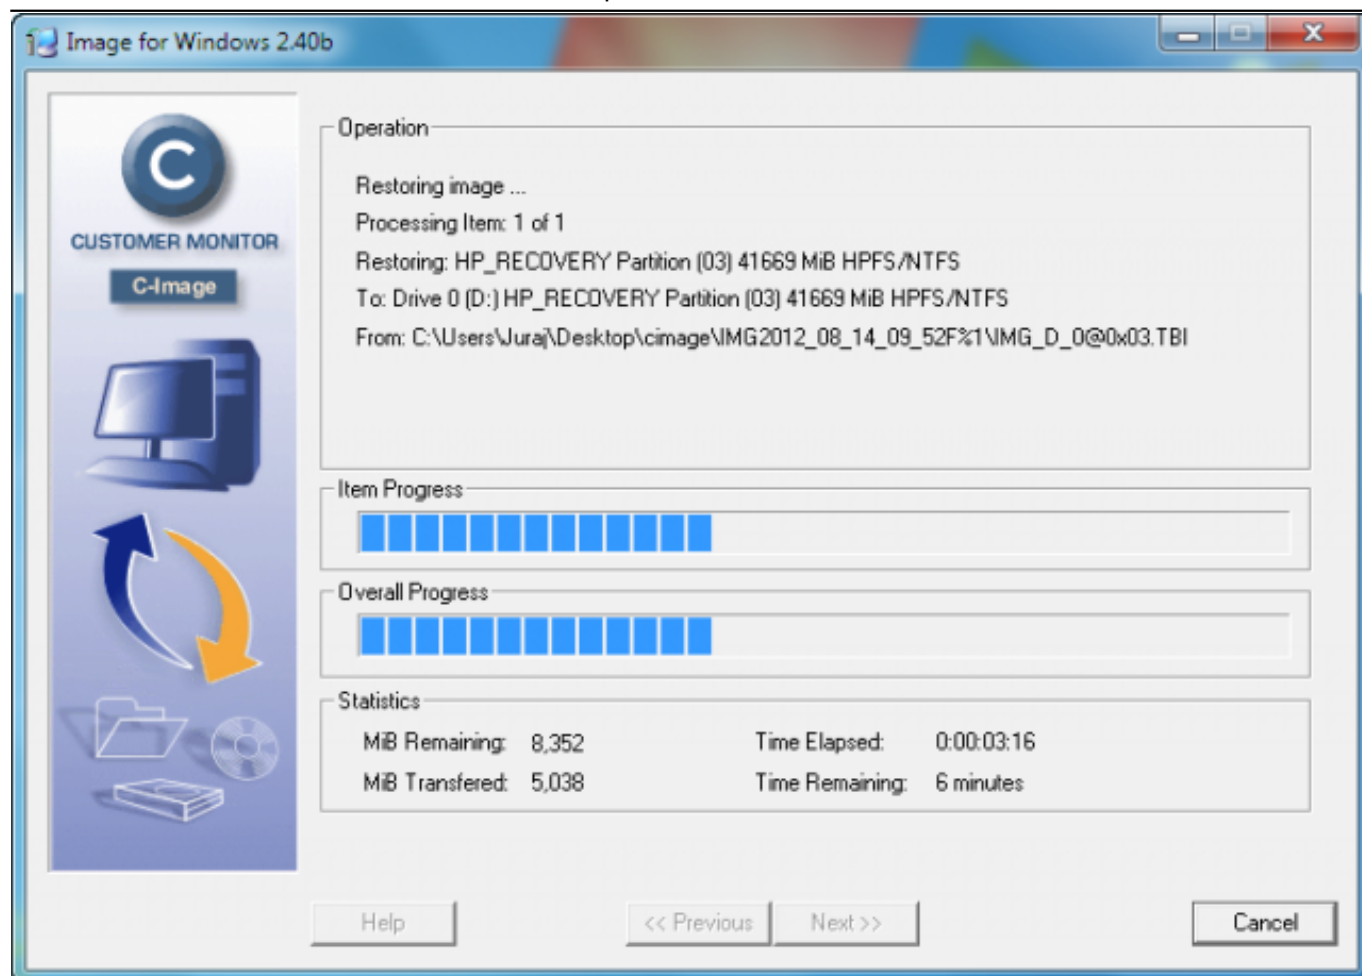 Image for Windows 2.40b
C
CUSTOMER MONITOR
C-Image
Operation
Restoring image ...
Processing Item: 1 of 1
Restoring: HP_RECOVERY Partition (03) 41669 MiB HPFS/NTFS
To: Drive 0 (D:) HP_RECOVERY Partition (03) 41669 MiB HPFS/NTFS
From: C:\Users\Juraj\Desktop\cimage\IMG2012_08_14_09_52F%1\IMG_D_0@0x03.TBI
Item Progress
Overall Progress
Statistics
MiB Remaining: 8,352 Time Elapsed: 0:00:03:16
MiB Transfered: 5,038 Time Remaining: 6 minutes
Help << Previous Next >> Cancel